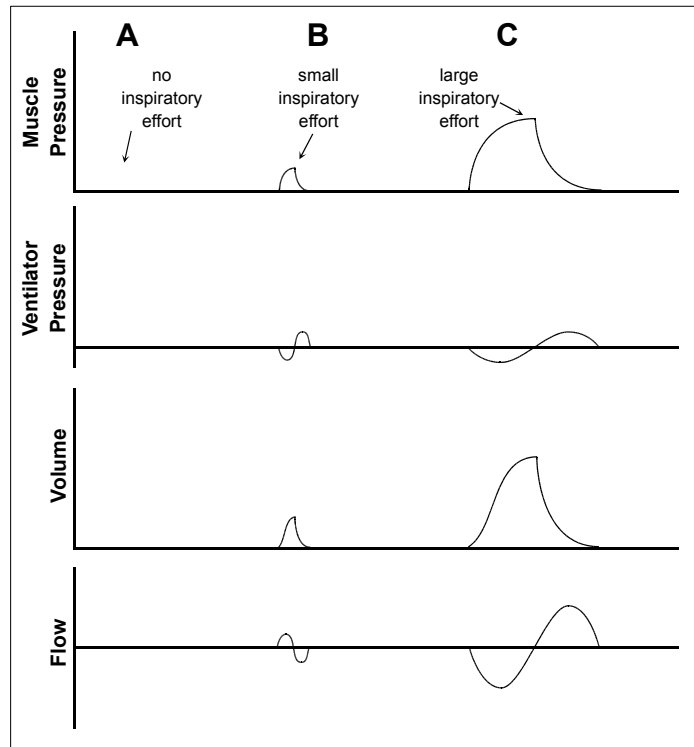 A B C
no
inspiratory
effort
small
inspiratory
effort
large
inspiratory
effort
Muscle
Pressure
Ventilator
Pressure
Volume
Flow